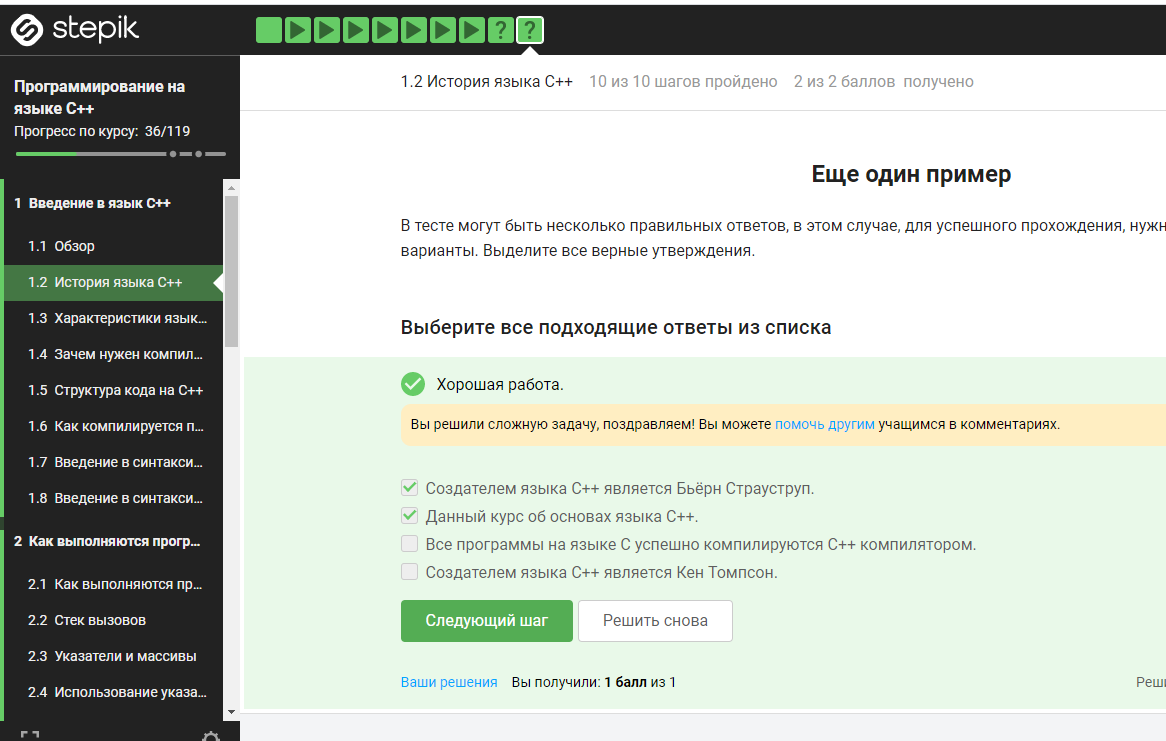 stepik
? ?
Программирование на
языке C++
Прогресс по курсу: 36/119
1 Введение в язык C++
1.1 Обзор
1.2 История языка C++
1.3 Характеристики язык...
1.4 Зачем нужен компил...
1.5 Структура кода на C++
1.6 Как компилируется п...
1.7 Введение в синтакси...
1.8 Введение в синтакси...
2 Как выполняются прогр...
2.1 Как выполняются пр...
2.2 Стек вызовов
2.3 Указатели и массивы
2.4 Использование указа...
1.2 История языка C++ 10 из 10 шагов пройдено 2 из 2 баллов получено
Еще один пример
В тесте могут быть несколько правильных ответов, в этом случае, для успешного прохождения, нужн
варианты. Выделите все верные утверждения.
Выберите все подходящие ответы из списка
Хорошая работа.
Вы решили сложную задачу, поздравляем! Вы можете помочь другим учащимся в комментариях.
Создателем языка C++ является Бьёрн Страуструп.
Данный курс об основах языка C++.
Все программы на языке C успешно компилируются C++ компилятором.
Создателем языка C++ является Кен Томпсон.
Следующий шаг Решить снова
Ваши решения Вы получили: 1 балл из 1
Реши